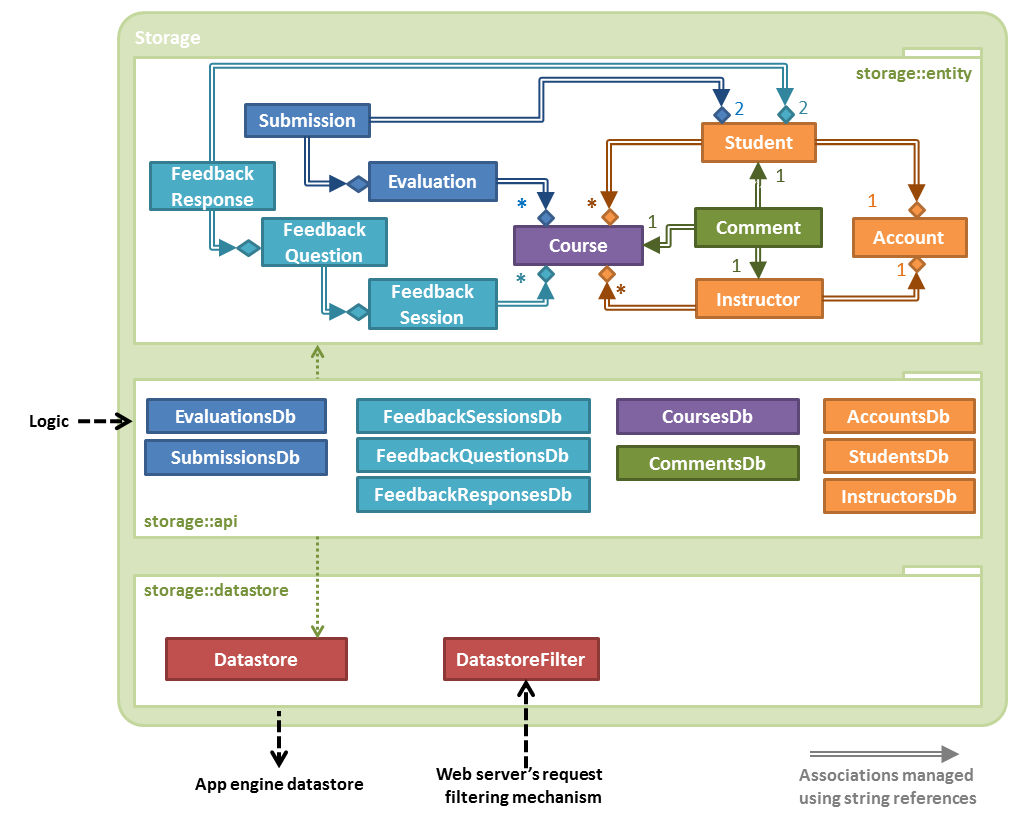 Storage
storage::entity
2
2
Submission
Student
Feedback
Response
Evaluation
1
*
*
1
Feedback
Question
Course
1
Comment
Account
*
1
1
Feedback
Session
*
Instructor
Logic
EvaluationsDb
FeedbackSessionsDb
CoursesDb
AccountsDb
SubmissionsDb
FeedbackQuestionsDb
CommentsDb
StudentsDb
FeedbackResponsesDb
InstructorsDb
storage::api
storage::datastore
Datastore
DatastoreFilter
App engine datastore
Web server’s request
filtering mechanism
Associations managed
using string references